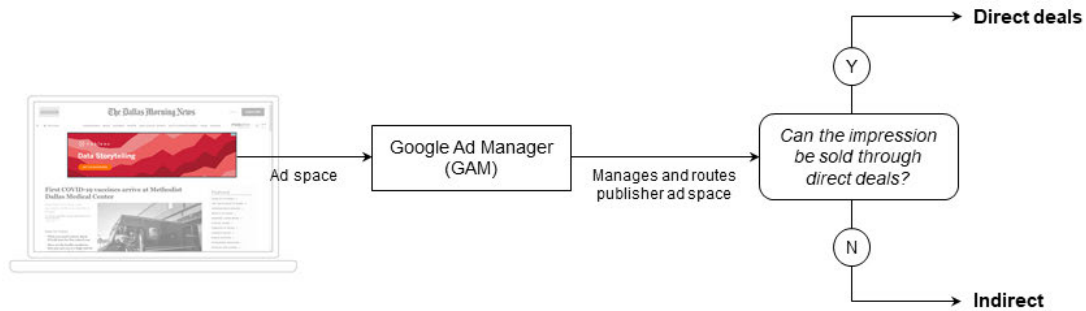 Direct deals
Y
The Dallas Morning News
Data Storytelling
First COVID-19 vaccines arrive at Methodist
Dallas Medical Center
Ad space
Google Ad Manager
(GAM)
Manages and routes
publisher ad space
Can the impression
be sold through
direct deals?
N
Indirect